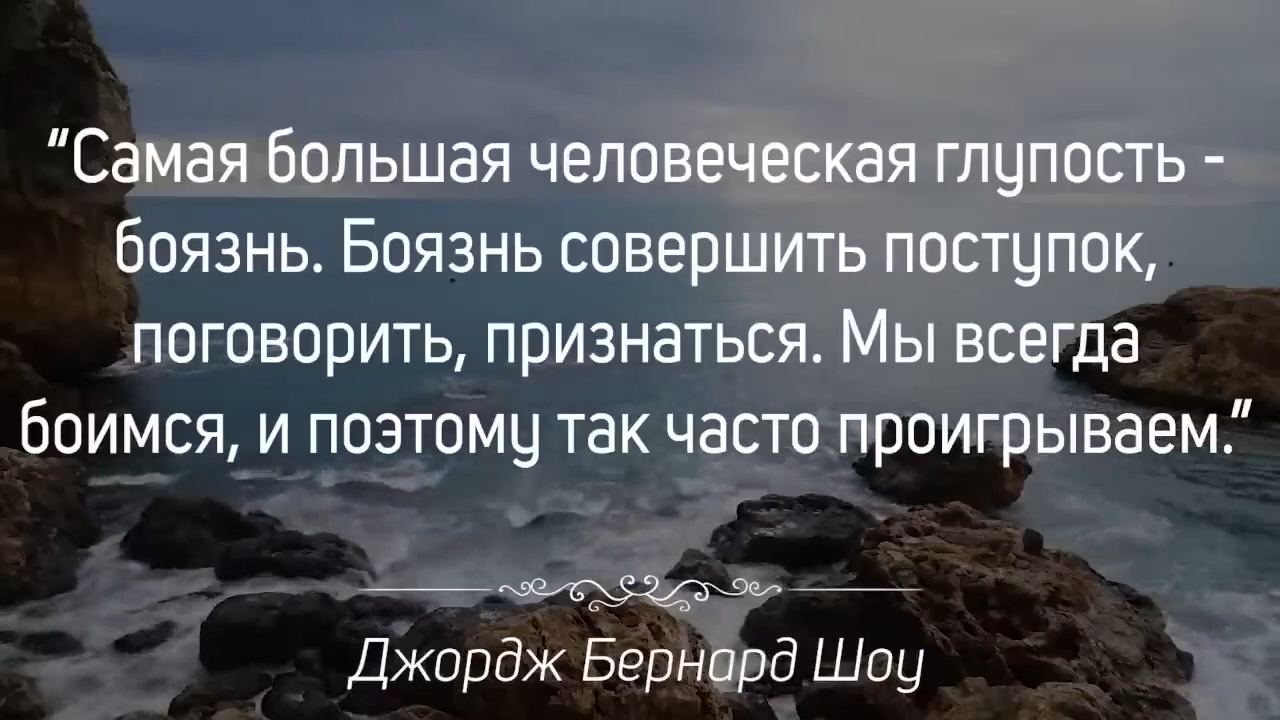 “Самая большая человеческая глупость -
боязнь. Боязнь совершить поступок,
поговорить, признаться. Мы всегда
боимся, и поэтому так часто проигрываем.”
Джордж Бернард Шоу